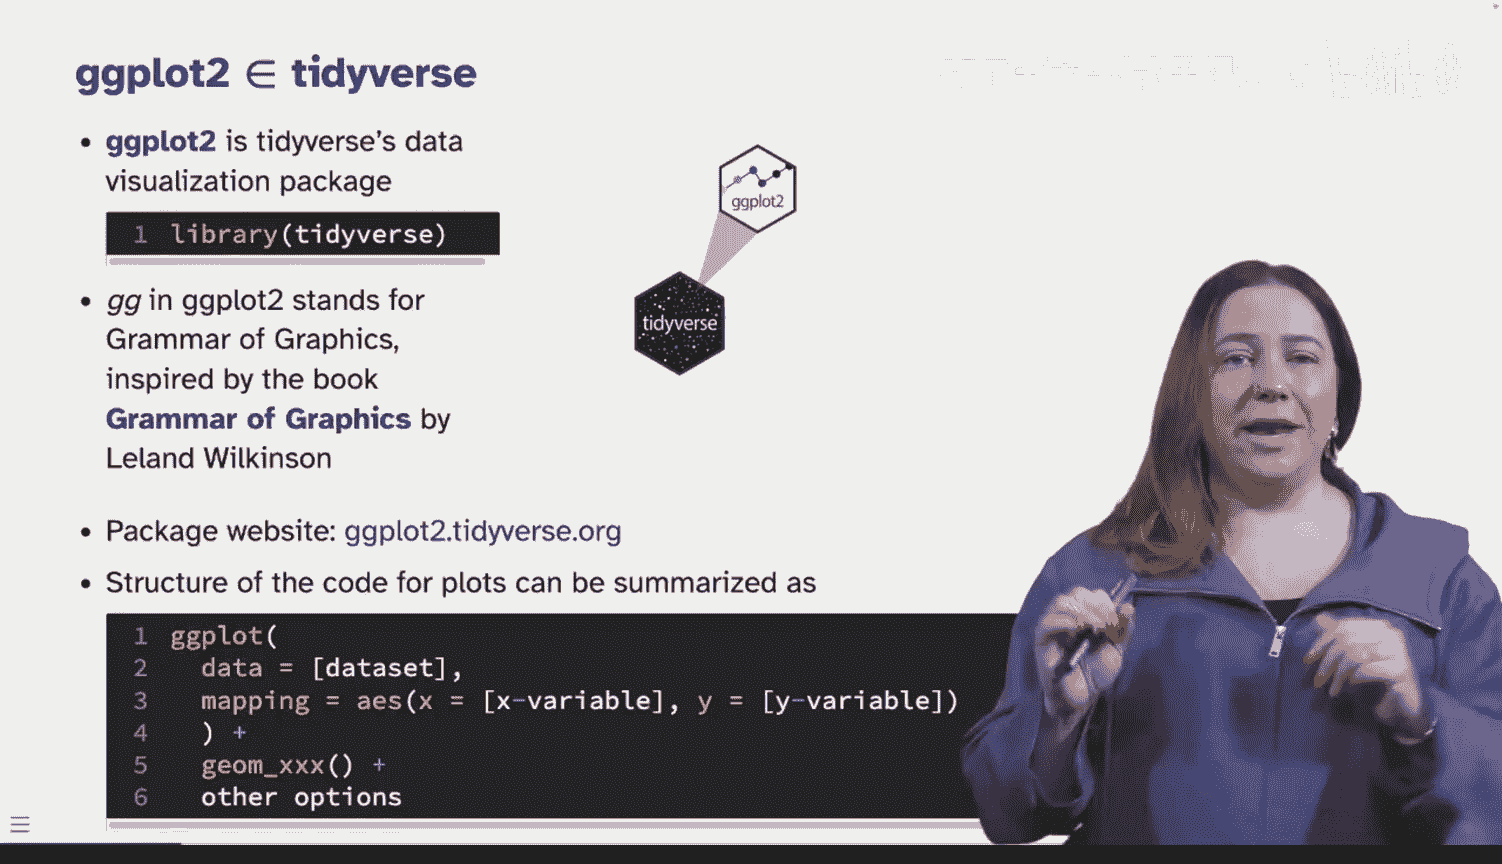 ggplot2 ∈ tidyverse
• ggplot2 is tidyverse's data
visualization package
1 library(tidyverse)
• gg in ggplot2 stands for
Grammar of Graphics,
inspired by the book
Grammar of Graphics by
Leland Wilkinson
• Package website: ggplot2.tidyverse.org
• Structure of the code for plots can be summarized as
1 ggplot(
2 data = [dataset],
3 mapping = aes(x = [x-variable], y = [y-variable])
4 ) +
5 geom_xxx() +
6 other options
ggplot2
tidyverse